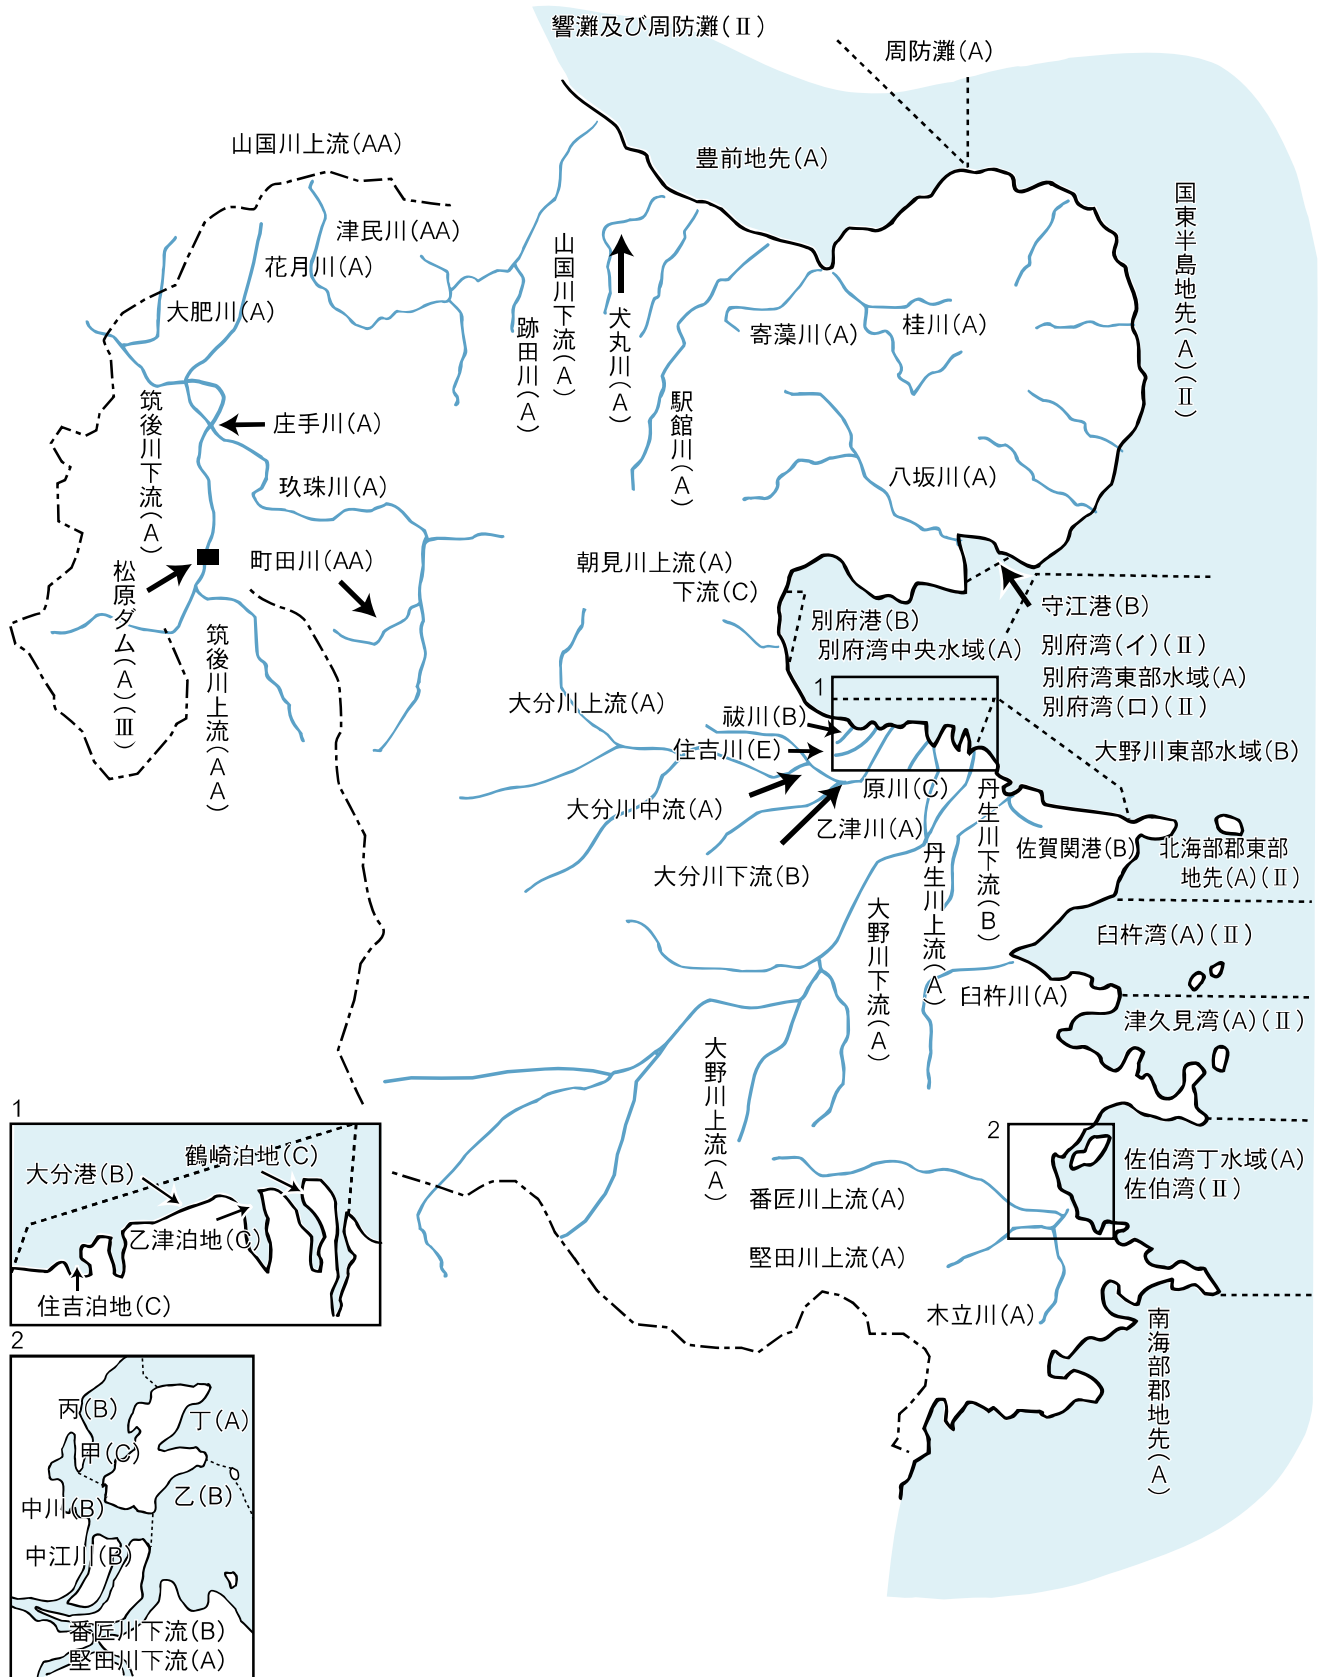 響灘及び周防灘(Ⅱ)
周防灘(A)
山国川上流(AA)
豊前地先(A)
国東半島地先(A)(Ⅱ)
津民川(AA)
花月川(A)
大肥川(A)
山国川下流(A)
跡田川(A)
犬丸川(A)
寄藻川(A)
桂川(A)
駅館川(A)
筑後川下流(A)
庄手川(A)
玖珠川(A)
八坂川(A)
町田川(AA)
松原ダム(A)(Ⅲ)
筑後川上流(AA)
朝見川上流(A)
下流(C)
守江港(B)
別府港(B)
別府湾中央水域(A)
別府湾(イ)(Ⅱ)
別府湾東部水域(A)
別府湾(ロ)(Ⅱ)
1
大分川上流(A)
祓川(B)
住吉川(E)
大野川東部水域(B)
原川(C)
大分川中流(A)
乙津川(A)
大分川下流(B)
丹生川下流(B)
丹生川上流(A)
佐賀関港(B)
北海部郡東部
地先(A)(Ⅱ)
大野川下流(A)
臼杵湾(A)(Ⅱ)
臼杵川(A)
津久見湾(A)(Ⅱ)
大野川上流(A)
2
佐伯湾丁水域(A)
佐伯湾(Ⅱ)
番匠川上流(A)
堅田川上流(A)
木立川(A)
南海部郡地先(A)
1
鶴崎泊地(C)
大分港(B)
乙津泊地(C)
住吉泊地(C)
2
丙(B)
丁(A)
甲(C)
乙(B)
中川(B)
中江川(B)
番匠川下流(B)
堅田川下流(A)